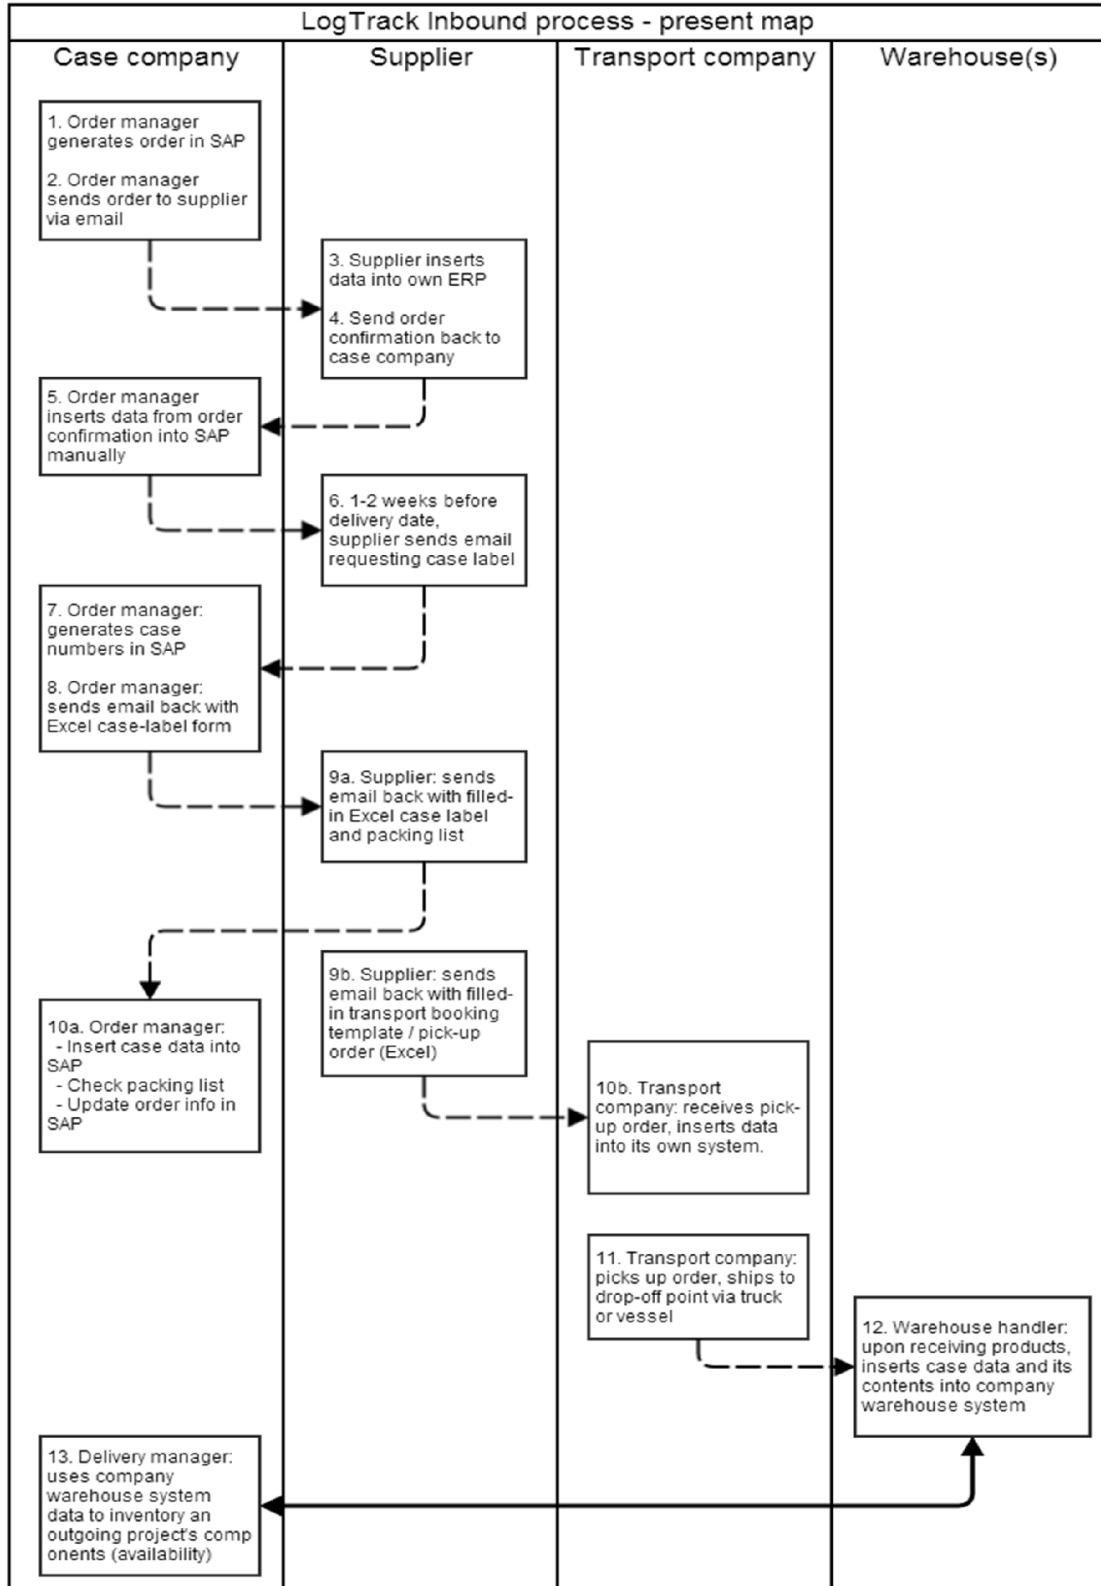 LogTrack Inbound process - present map
Case company
Supplier
Transport company
Warehouse(s)
1. Order manager
generates order in SAP
2. Order manager
sends order to supplier
via email
3. Supplier inserts
data into own ERP
4. Send order
confirmation back to
case company
5. Order manager
inserts data from order
confirmation into SAP
manually
6. 1-2 weeks before
delivery date,
supplier sends email
requesting case label
7. Order manager:
generates case
numbers in SAP
8. Order manager:
sends email back with
Excel case-label form
9a. Supplier: sends
email back with filled-
in Excel case label
and packing list
9b. Supplier: sends
email back with filled-
in transport booking
template / pick-up
order (Excel)
10a. Order manager:
- Insert case data into
SAP
- Check packing list
- Update order info in
SAP
10b. Transport
company: receives pick-
up order, inserts data
into its own system.
11. Transport company:
picks up order, ships to
drop-off point via truck
or vessel
12. Warehouse handler:
upon receiving products,
inserts case data and its
contents into company
warehouse system
13. Delivery manager:
uses company
warehouse system
data to inventory an
outgoing project's comp
onents (availability)